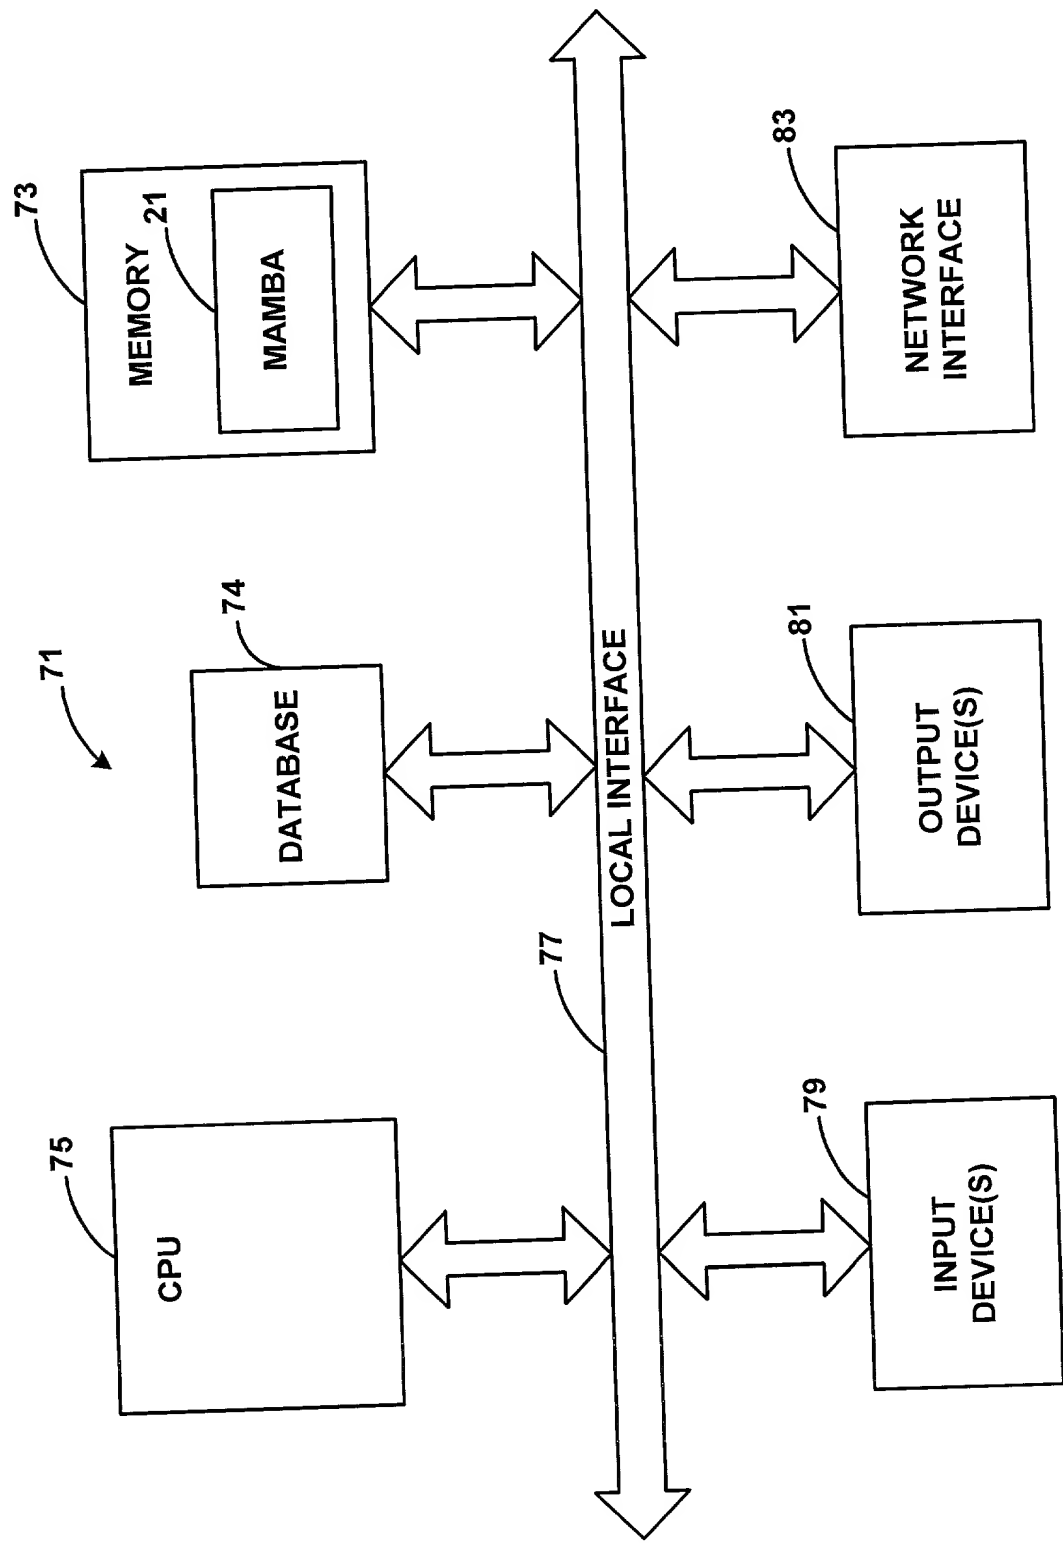 71
75
CPU
74
DATABASE
73
MEMORY
21
MAMBA
77
LOCAL INTERFACE
79
INPUT
DEVICE(S)
81
OUTPUT
DEVICE(S)
83
NETWORK
INTERFACE